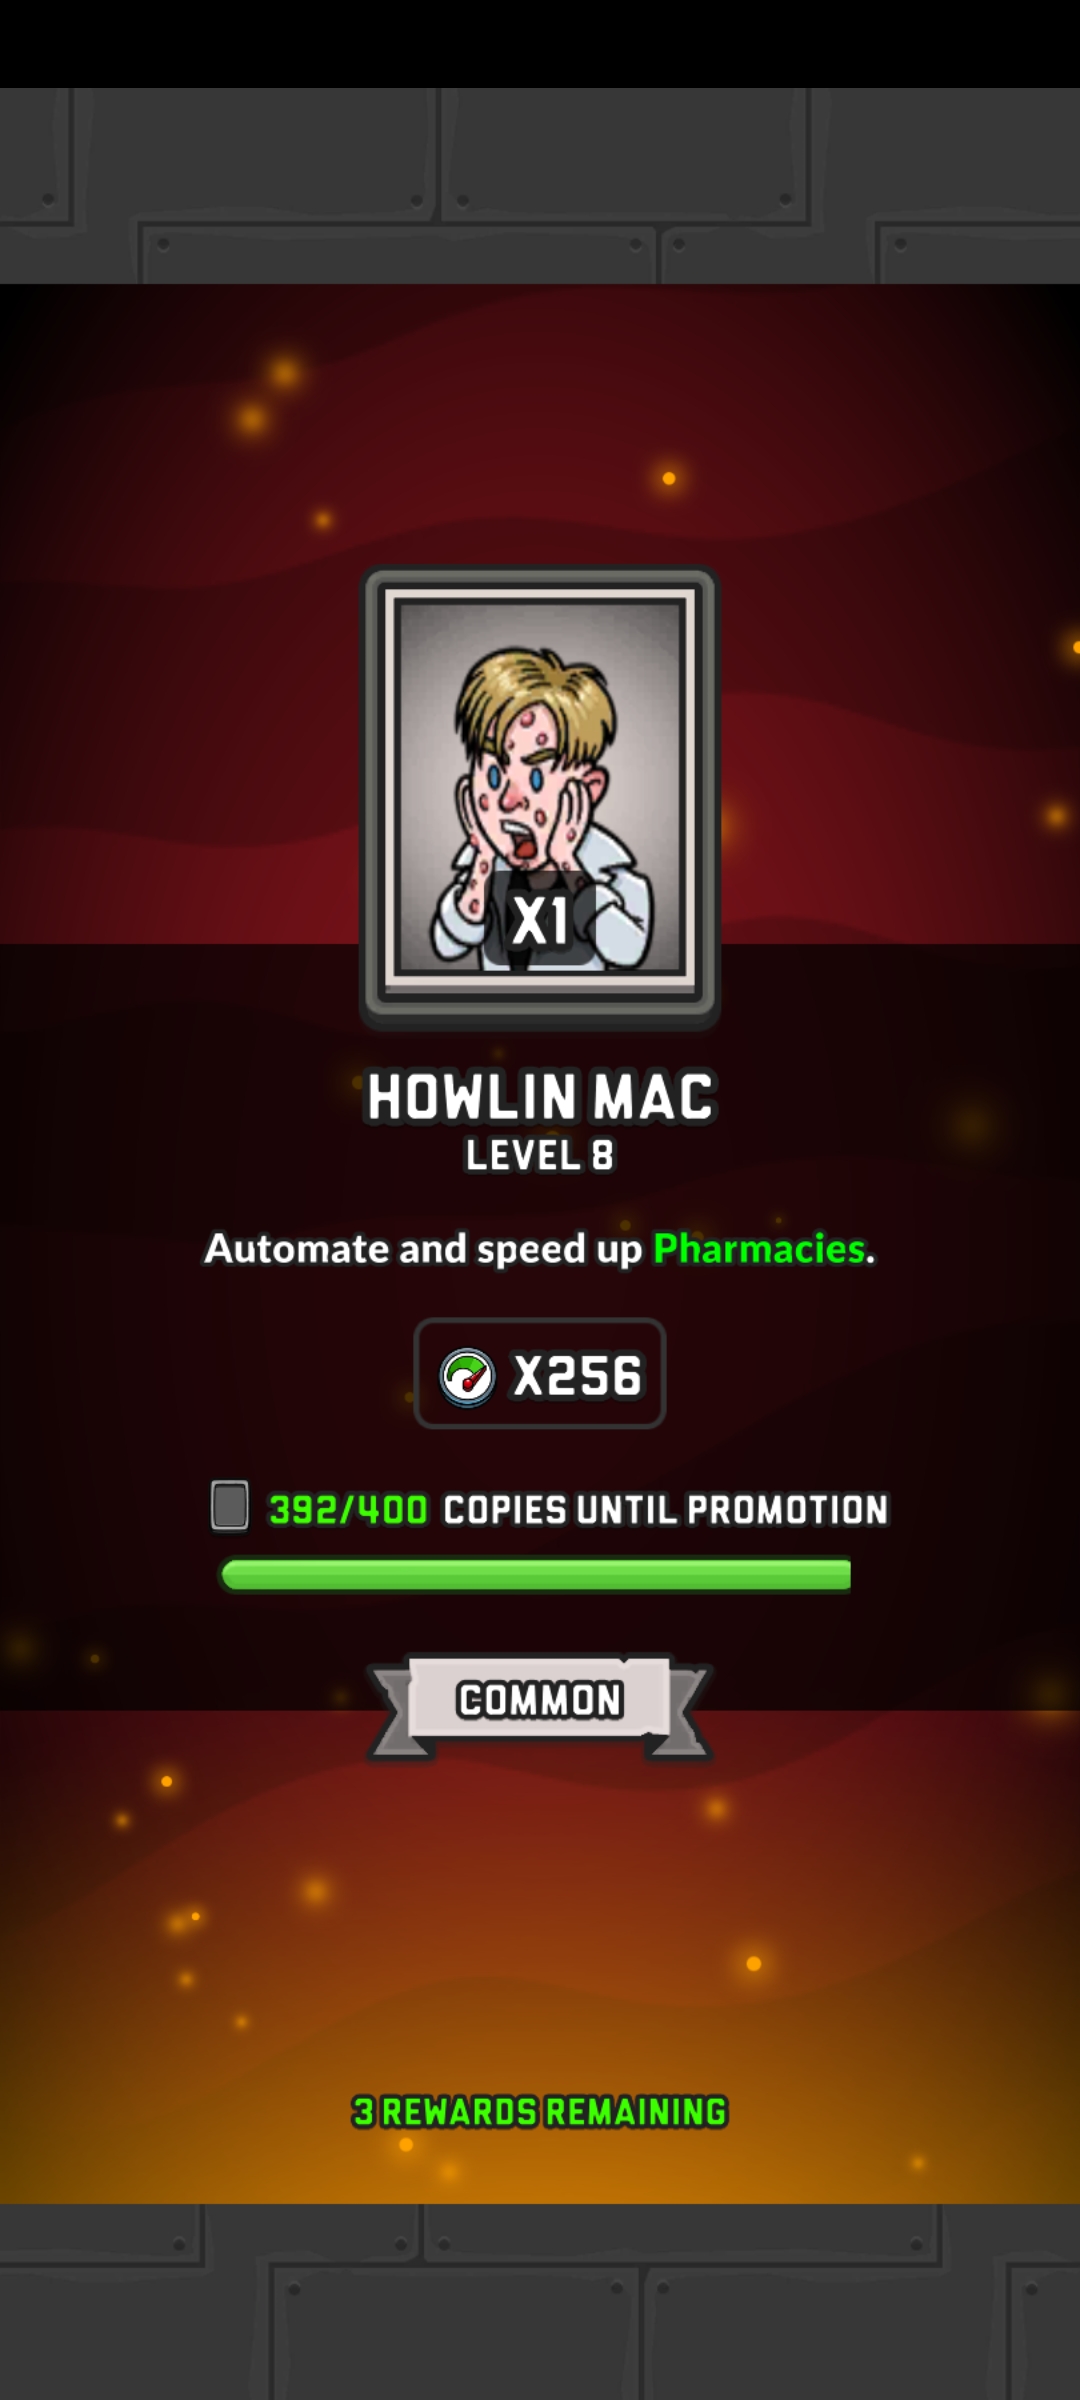 X1
HOWLIN MAC
LEVEL 8
Automate and speed up Pharmacies.
X256
392/400 COPIES UNTIL PROMOTION
COMMON
3 REWARDS REMAINING